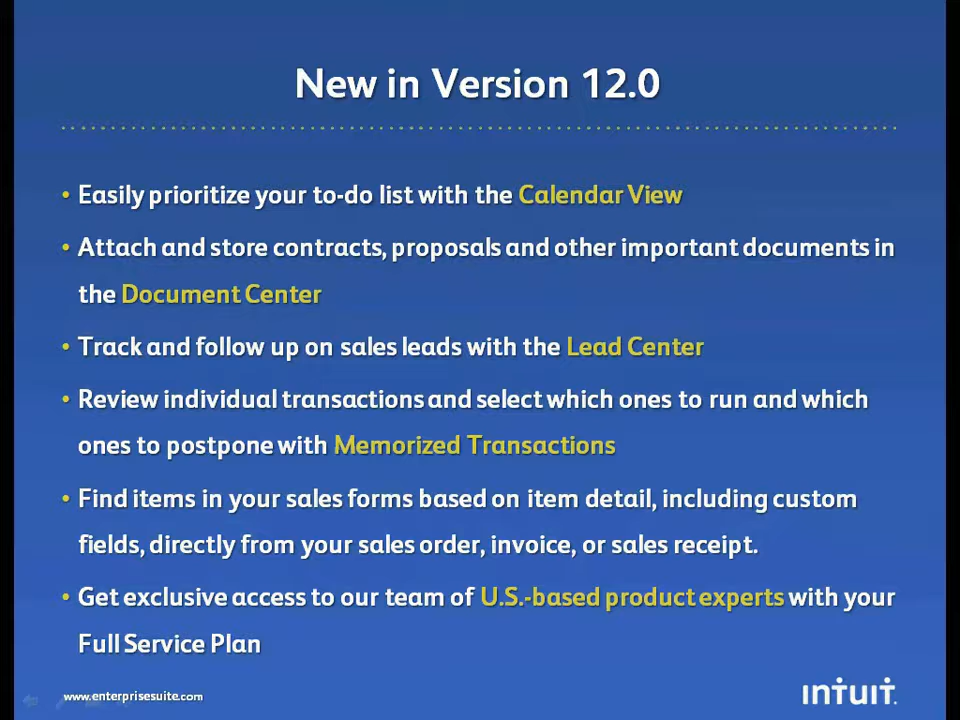 New in Version 12.0
• Easily prioritize your to-do list with the Calendar View
• Attach and store contracts, proposals and other important documents in
the Document Center
• Track and follow up on sales leads with the Lead Center
• Review individual transactions and select which ones to run and which
ones to postpone with Memorized Transactions
• Find items in your sales forms based on item detail, including custom
fields, directly from your sales order, invoice, or sales receipt.
• Get exclusive access to our team of U.S.-based product experts with your
Full Service Plan
www.enterprisesuite.com
intuit.